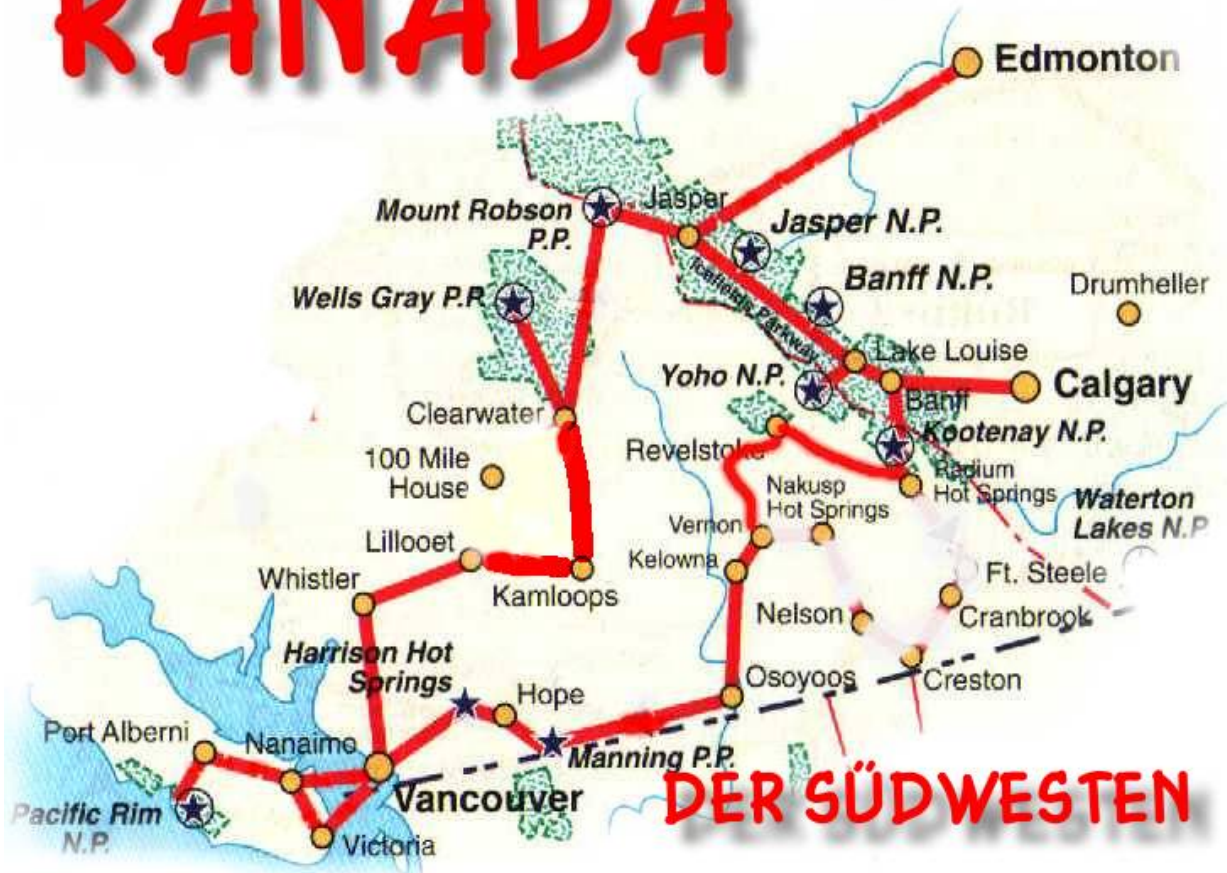 KANADA
Edmonton
Jasper
Mount Robson
P.P.
Jasper N.P.
Banff N.P.
Wells Gray P.P.
Icefields Parkway
Drumheller
Lake Louise
Yoho N.P.
Calgary
Banff
Clearwater
Kootenay N.P.
Revelstoke
100 Mile
House
Radium
Hot Springs
Nakusp
Hot Springs
Waterton
Lakes N.P
Vernon
Lillooet
Kelowna
Whistler
Kamloops
Ft. Steele
Nelson
Cranbrook
Harrison Hot
Springs
Hope
Osoyoos
Creston
Port Alberni
Nanaimo
Manning P.P.
Vancouver
DER SÜDWESTEN
Pacific Rim
N.P.
Victoria